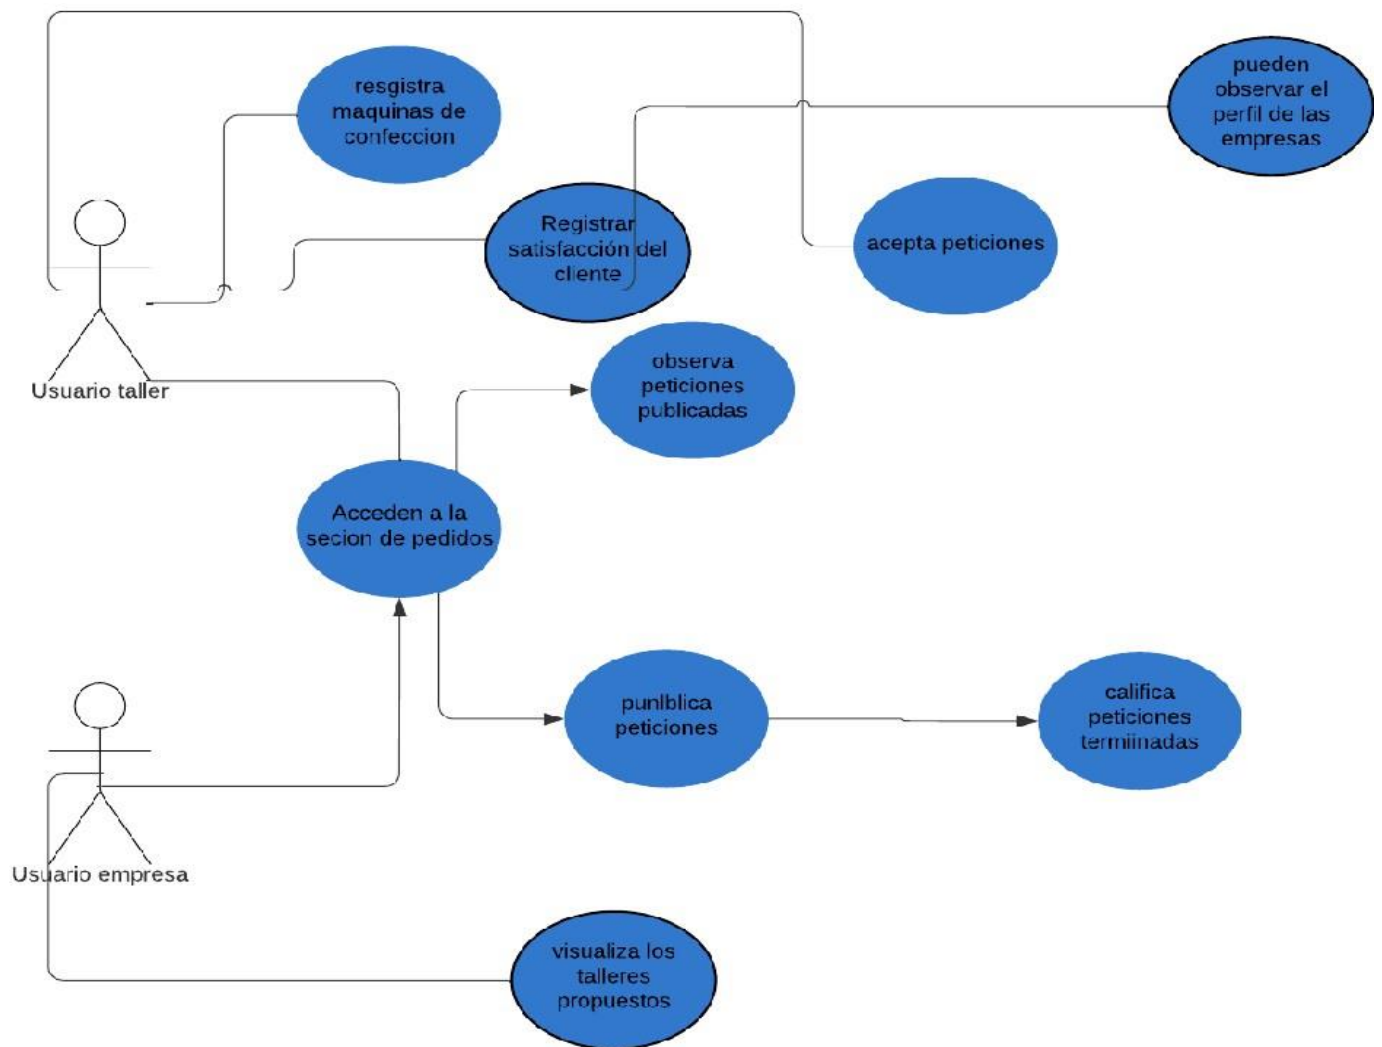 resgistra
maquinas de
confeccion
pueden
observar el
perfil de las
empresas
Registrar
satisfacción del
cliente
acepta peticiones
Usuario taller
observa
peticiones
publicadas
Acceden a la
secion de pedidos
punlblica
peticiones
califica
peticiones
termiinadas
Usuario empresa
visualiza los
talleres
propuestos